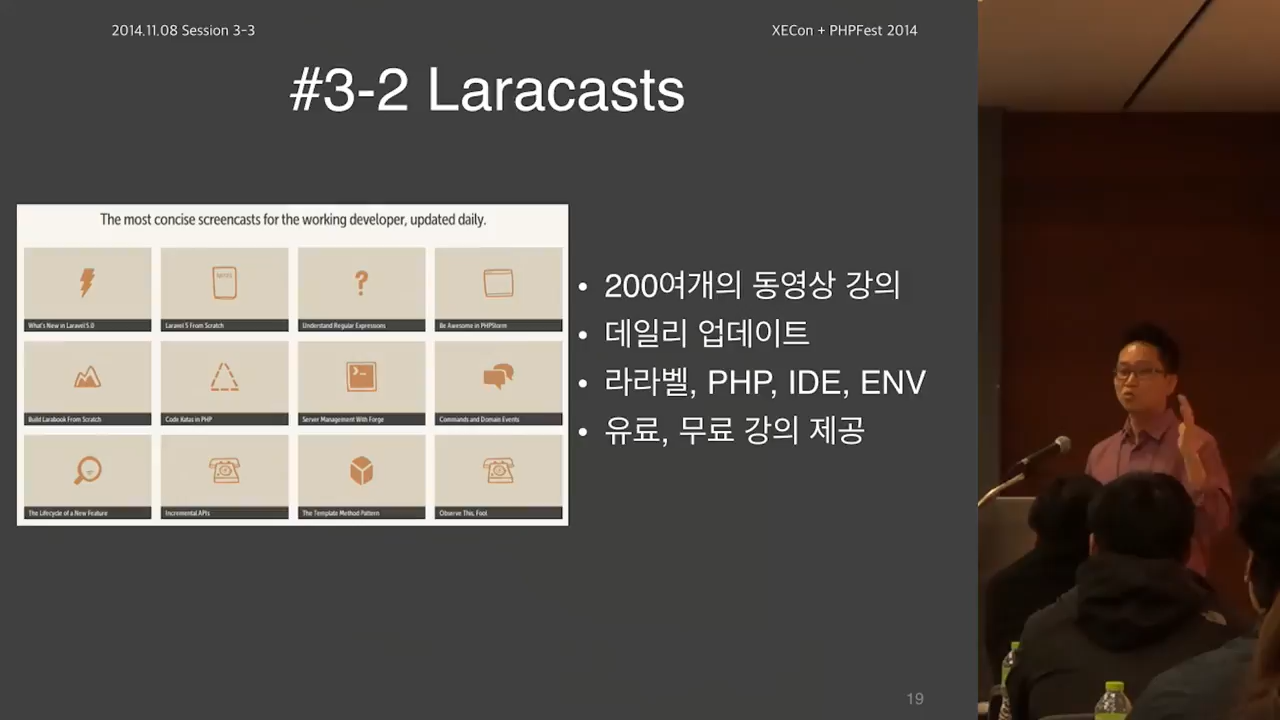 2014.11.08 Session 3-3
XECon + PHPFest 2014
#3-2 Laracasts
The most concise screencasts for the working developer, updated daily.
What's New in Laravel 5.0
Laravel 5 From Scratch
Understand Regular Expressions
Be Awesome in PHPStorm
Build Larabook From Scratch
Code Katas in PHP
Server Management With Forge
Commands and Domain Events
The Lifecycle of a New Feature
Incremental APIs
The Template Method Pattern
Observe This, Fool
• 200여개의 동영상 강의
• 데일리 업데이트
• 라라벨, PHP, IDE, ENV
• 유료, 무료 강의 제공
19